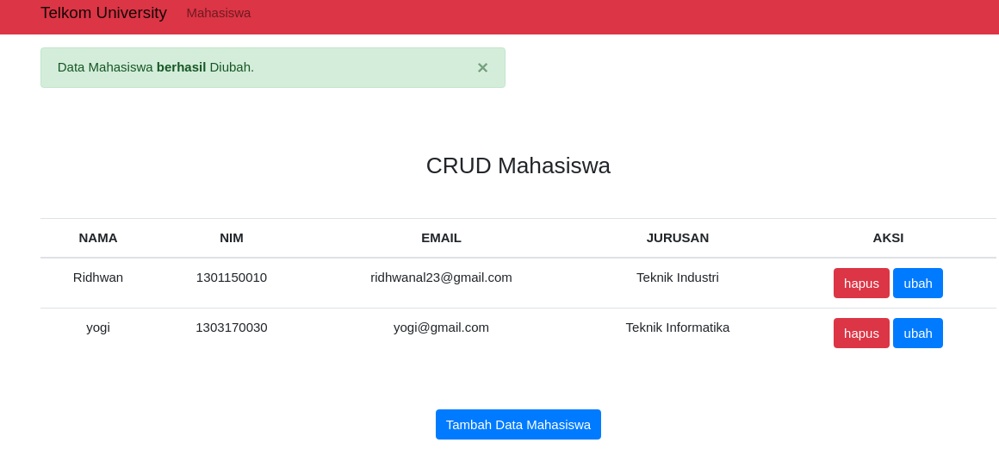 Telkom University Mahasiswa
Data Mahasiswa berhasil Diubah. ×
CRUD Mahasiswa
NAMA NIM EMAIL JURUSAN AKSI
Ridhwan 1301150010 ridhwanal23@gmail.com Teknik Industri hapus ubah
yogi 1303170030 yogi@gmail.com Teknik Informatika hapus ubah
Tambah Data Mahasiswa